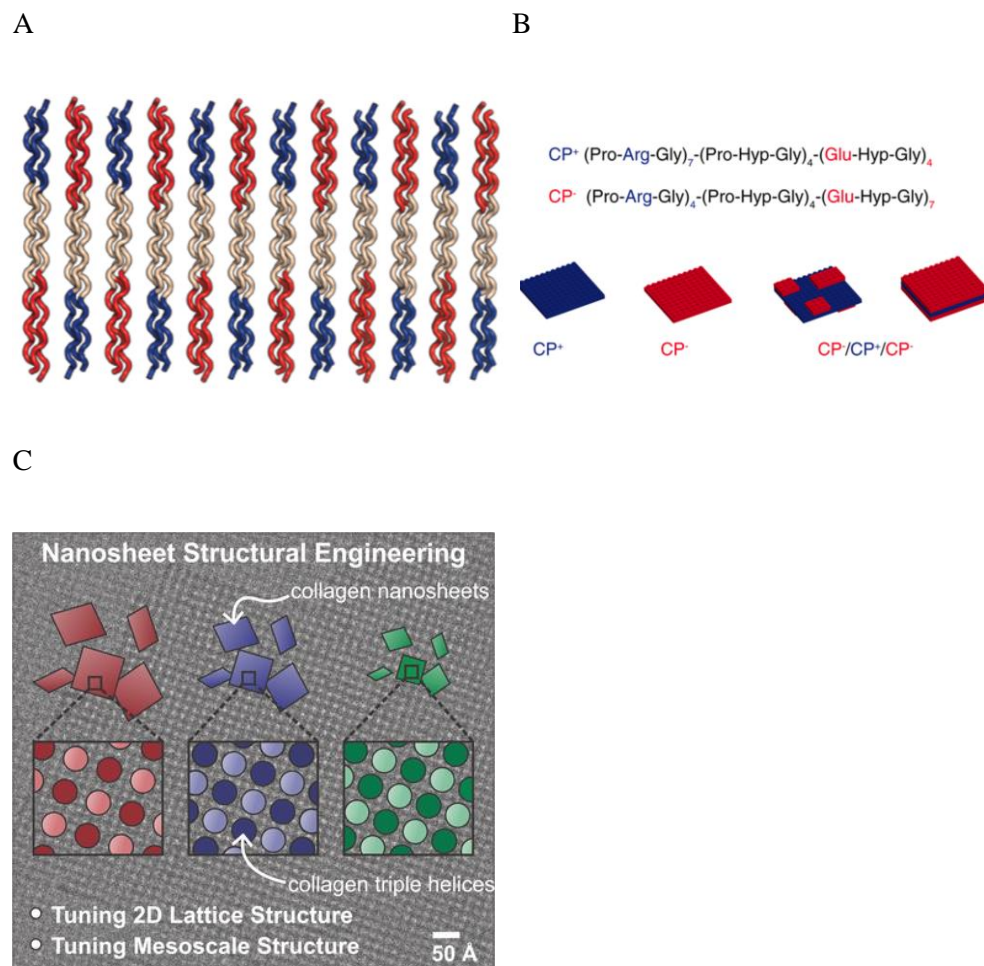 A
B
CP⁺ (Pro-Arg-Gly)₇-(Pro-Hyp-Gly)₄-(Glu-Hyp-Gly)₄
CP⁻ (Pro-Arg-Gly)₄-(Pro-Hyp-Gly)₄-(Glu-Hyp-Gly)₇
CP⁺
CP⁻
CP⁻/CP⁺/CP⁻
C
Nanosheet Structural Engineering
collagen nanosheets
collagen triple helices
Tuning 2D Lattice Structure
Tuning Mesoscale Structure
50 Å